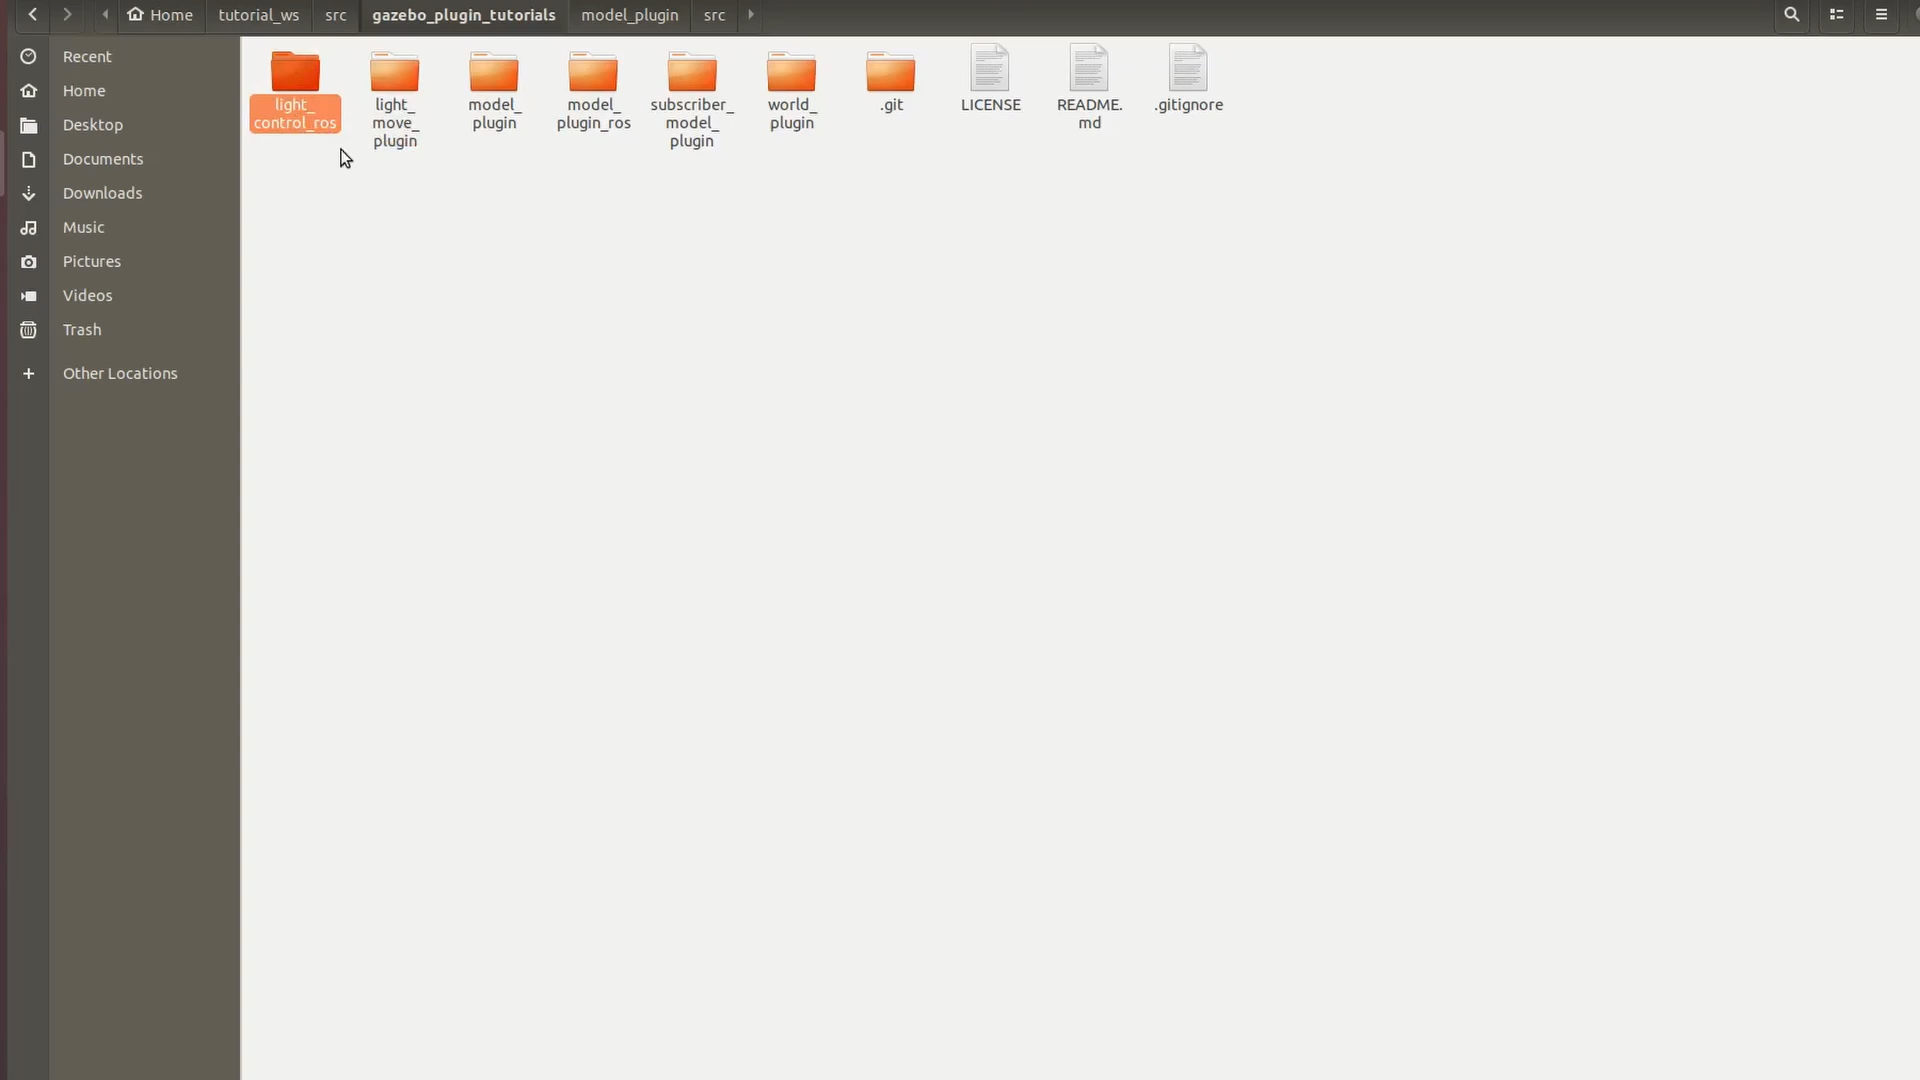 Home
tutorial_ws
src
gazebo_plugin_tutorials
model_plugin
src
Recent
Home
Desktop
Documents
Downloads
Music
Pictures
Videos
Trash
Other Locations
light_
control_ros
light_
move_
plugin
model_
plugin
model_
plugin_ros
subscriber_
model_
plugin
world_
plugin
.git
LICENSE
README.
md
.gitignore